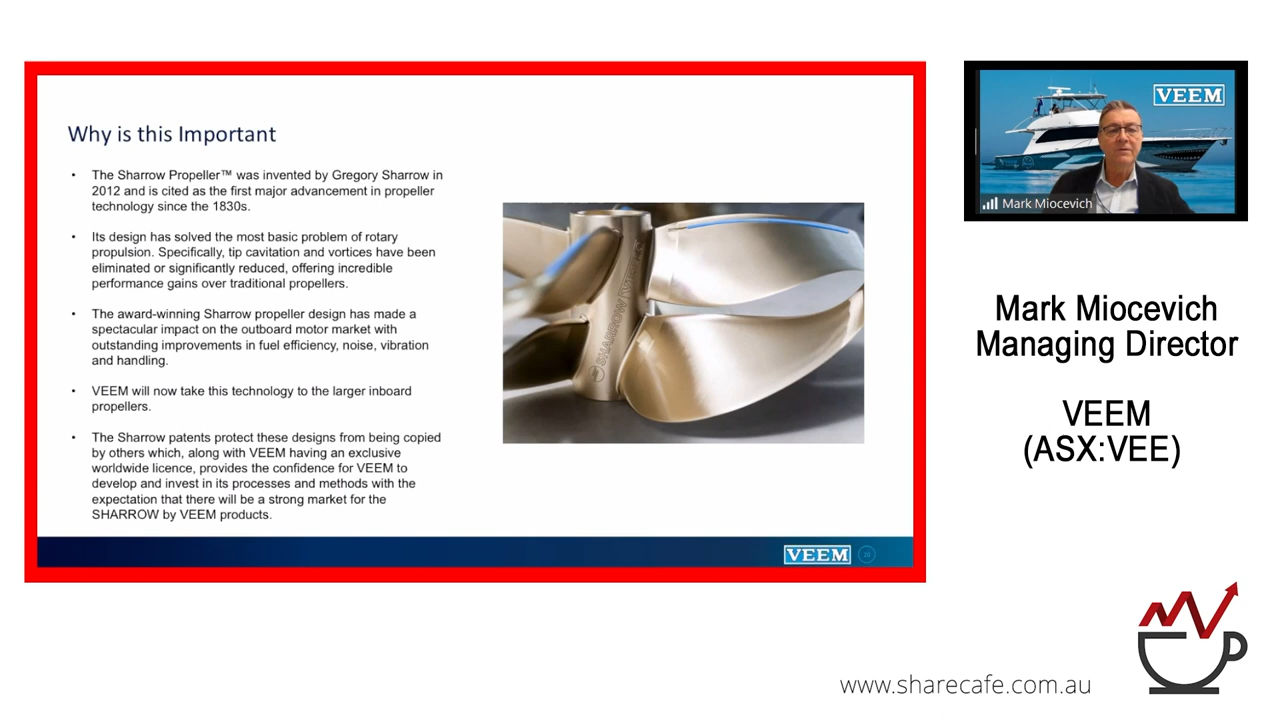 Why is this Important
• The Sharrow Propeller™ was invented by Gregory Sharrow in
2012 and is cited as the first major advancement in propeller
technology since the 1830s.
• Its design has solved the most basic problem of rotary
propulsion. Specifically, tip cavitation and vortices have been
eliminated or significantly reduced, offering incredible
performance gains over traditional propellers.
• The award-winning Sharrow propeller design has made a
spectacular impact on the outboard motor market with
outstanding improvements in fuel efficiency, noise, vibration
and handling.
• VEEM will now take this technology to the larger inboard
propellers.
• The Sharrow patents protect these designs from being copied
by others which, along with VEEM having an exclusive
worldwide licence, provides the confidence for VEEM to
develop and invest in its processes and methods with the
expectation that there will be a strong market for the
SHARROW by VEEM products.
SHARROW
VEEM
VEEM
Mark Miocevich
Mark Miocevich
Managing Director
VEEM
(ASX:VEE)
www.sharecafe.com.au